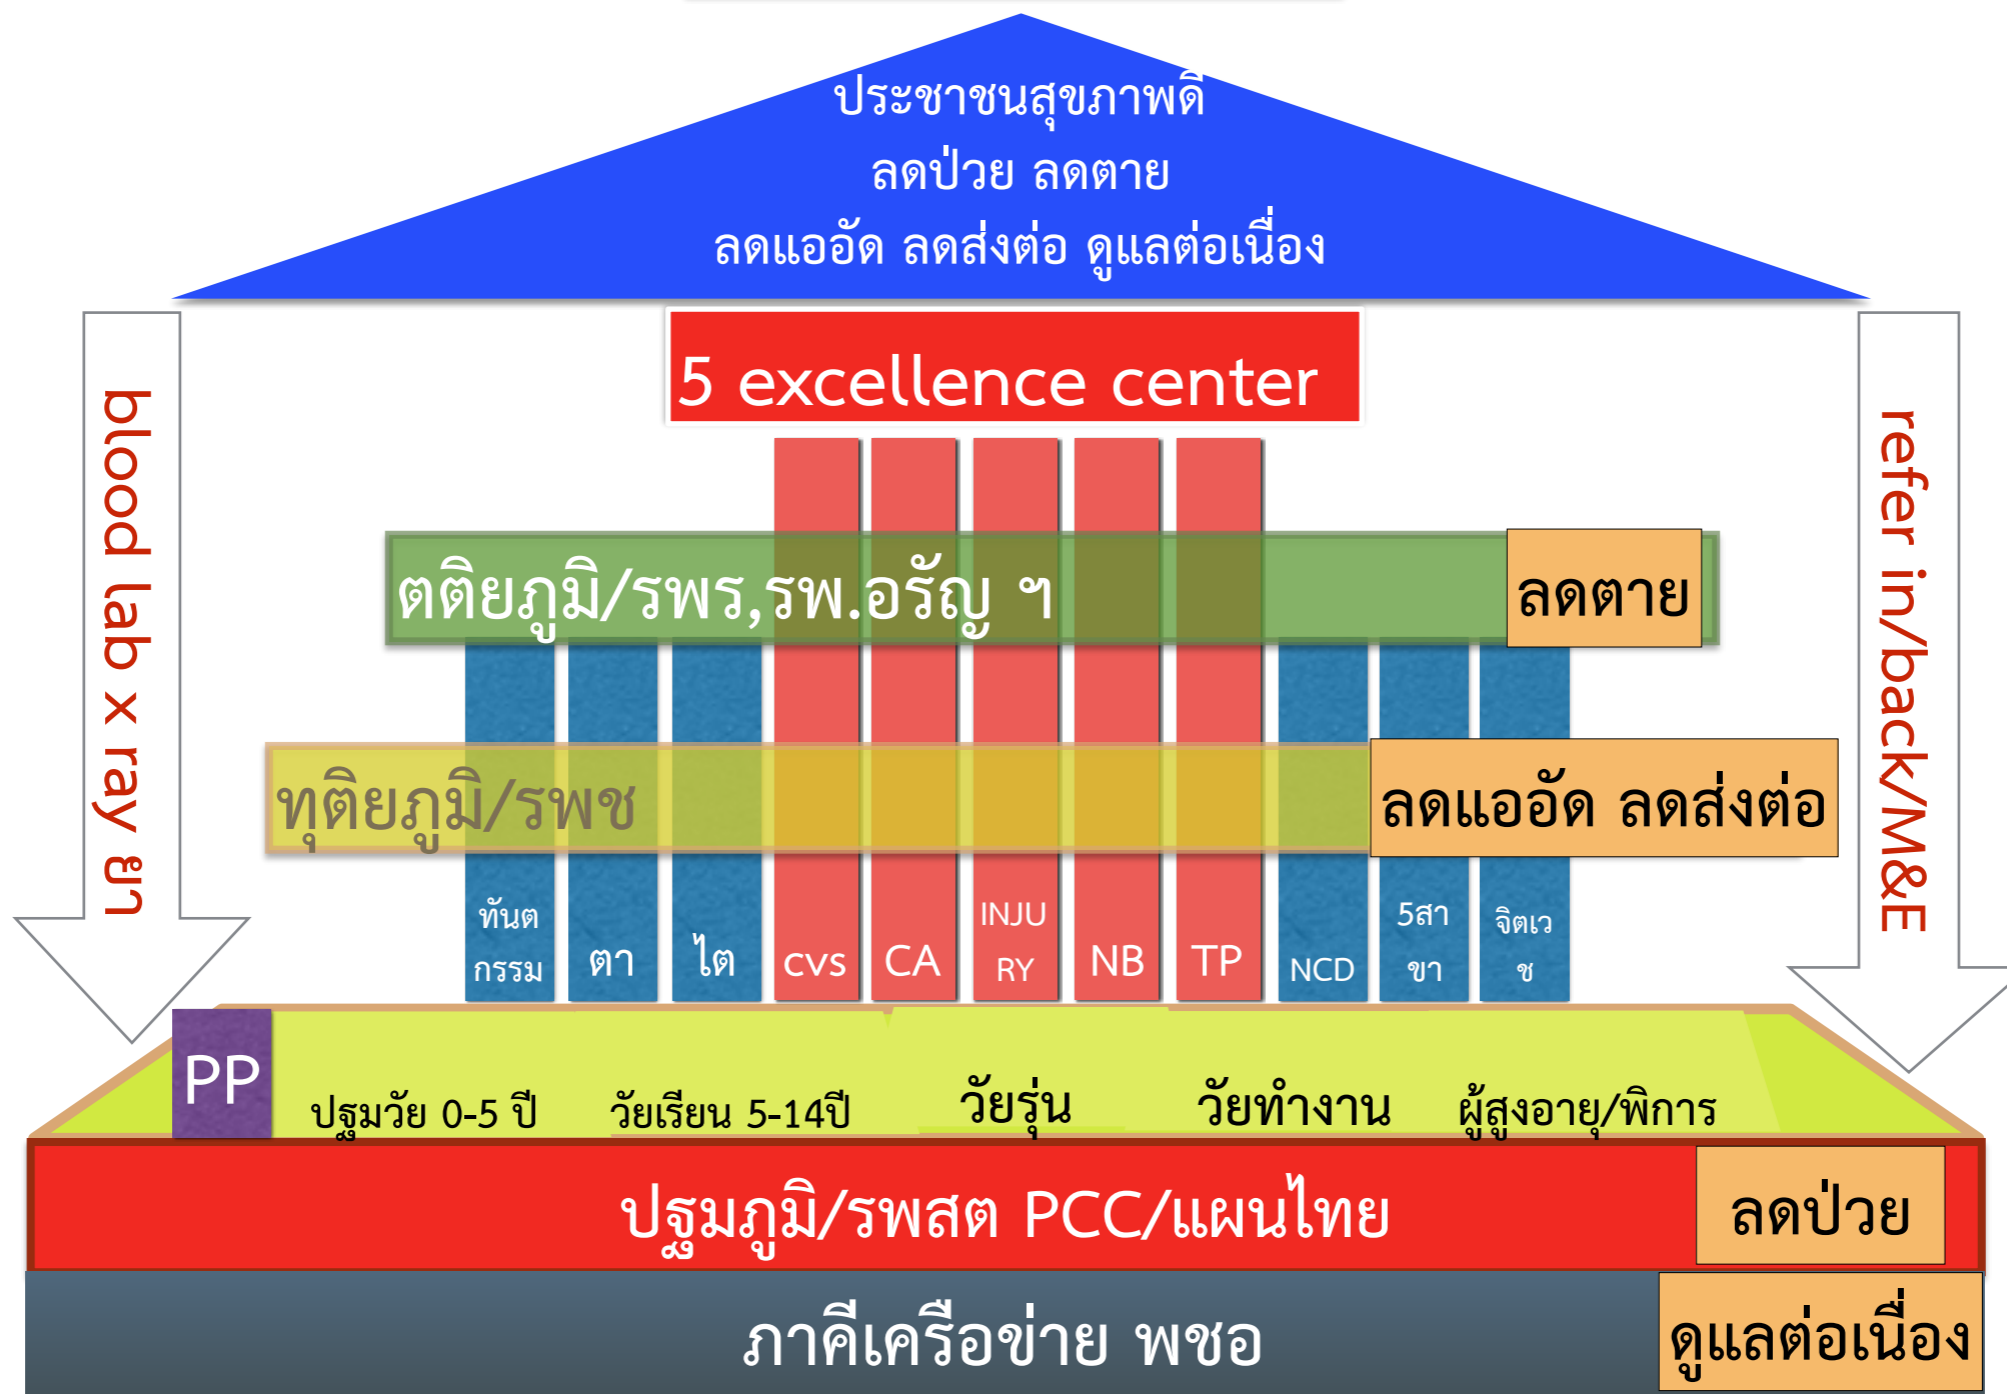 ประชาชนสุขภาพดี
ลดป่วย ลดตาย
ลดแออัด ลดส่งต่อ ดูแลต่อเนื่อง
5 excellence center
blood lab x ray ยา
refer in/back/M&E
ตติยภูมิ/รพร,รพ.อรัญ ฯ
ลดตาย
ทุติยภูมิ/รพช
ลดแออัด ลดส่งต่อ
ทันต
กรรม
ตา
ไต
cvs
CA
INJU
RY
NB
TP
NCD
5สา
ขา
จิตเว
ช
PP
ปฐมวัย 0-5 ปี
วัยเรียน 5-14ปี
วัยรุ่น
วัยทำงาน
ผู้สูงอายุ/พิการ
ปฐมภูมิ/รพสต PCC/แผนไทย
ลดป่วย
ภาคีเครือข่าย พชอ
ดูแลต่อเนื่อง